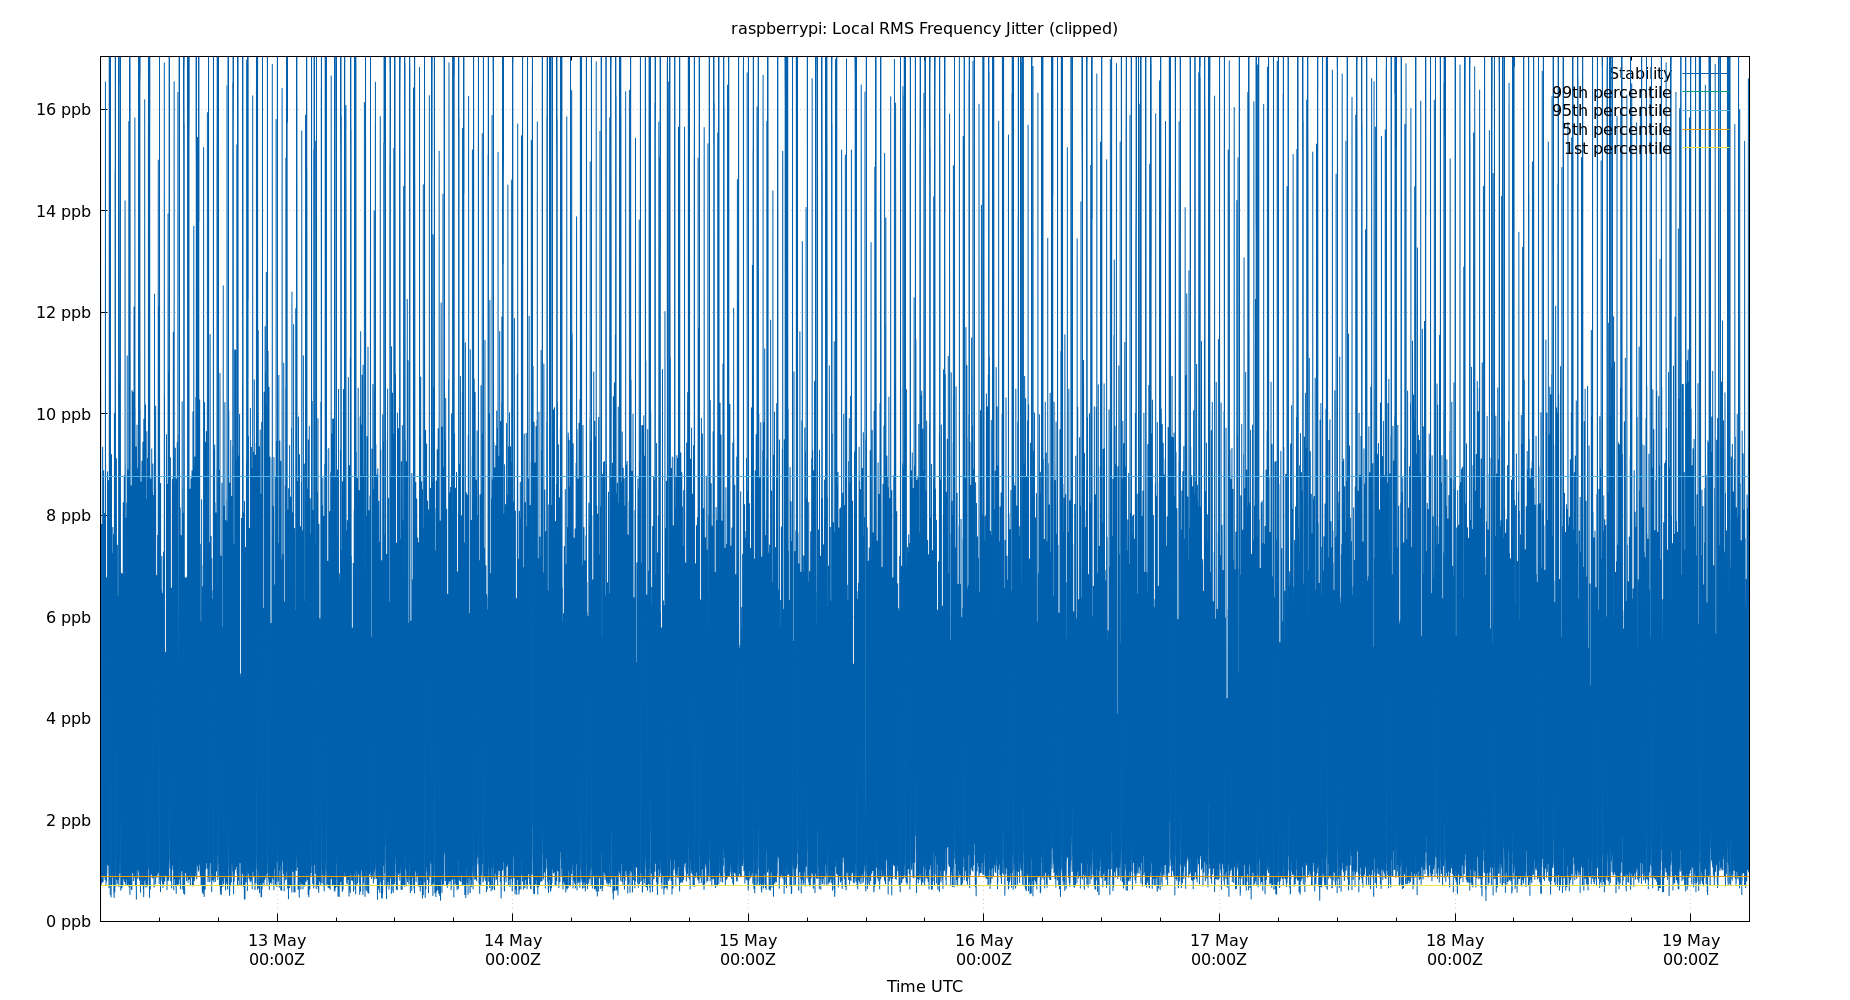 raspberrypi: Local RMS Frequency Jitter (clipped)
Stability
99th percentile
95th percentile
5th percentile
1st percentile
16 ppb
14 ppb
12 ppb
10 ppb
8 ppb
6 ppb
4 ppb
2 ppb
0 ppb
13 May 14 May 15 May 16 May 17 May 18 May 19 May
00:00Z 00:00Z 00:00Z 00:00Z 00:00Z 00:00Z 00:00Z
Time UTC